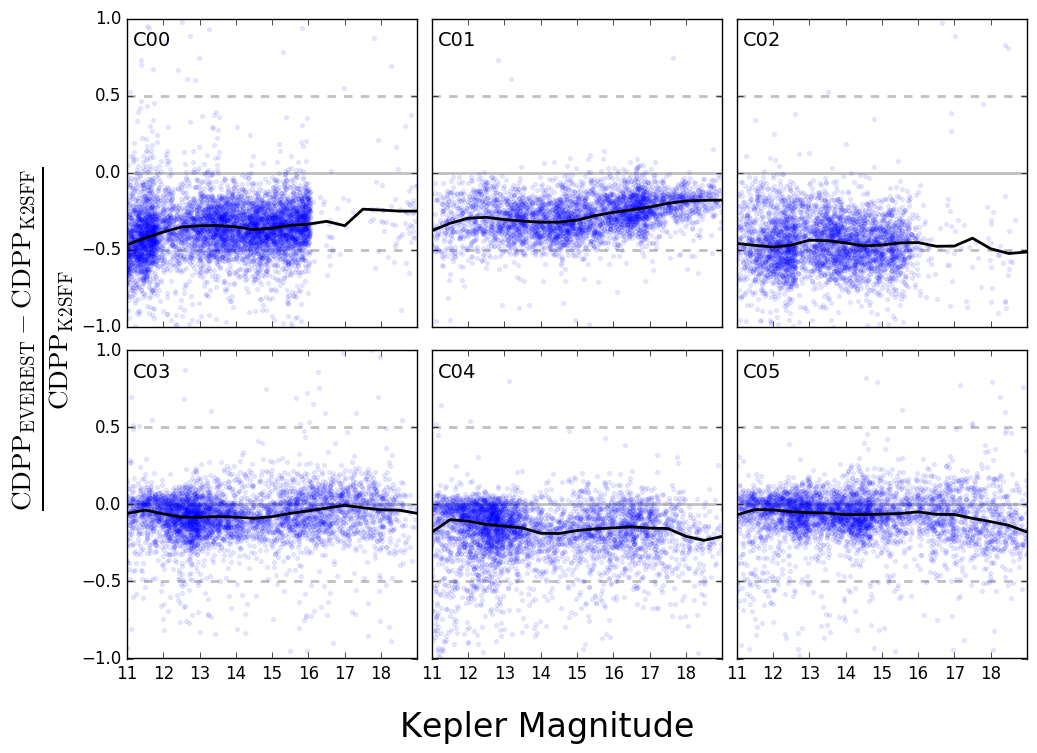 C00
C01
C02
1.0
0.5
0.0
−0.5
−1.0
CDPP_EVEREST − CDPP_K2SFF
CDPP_K2SFF
C03
C04
C05
1.0
0.5
0.0
−0.5
−1.0
11 12 13 14 15 16 17 18 11 12 13 14 15 16 17 18 11 12 13 14 15 16 17 18
Kepler Magnitude